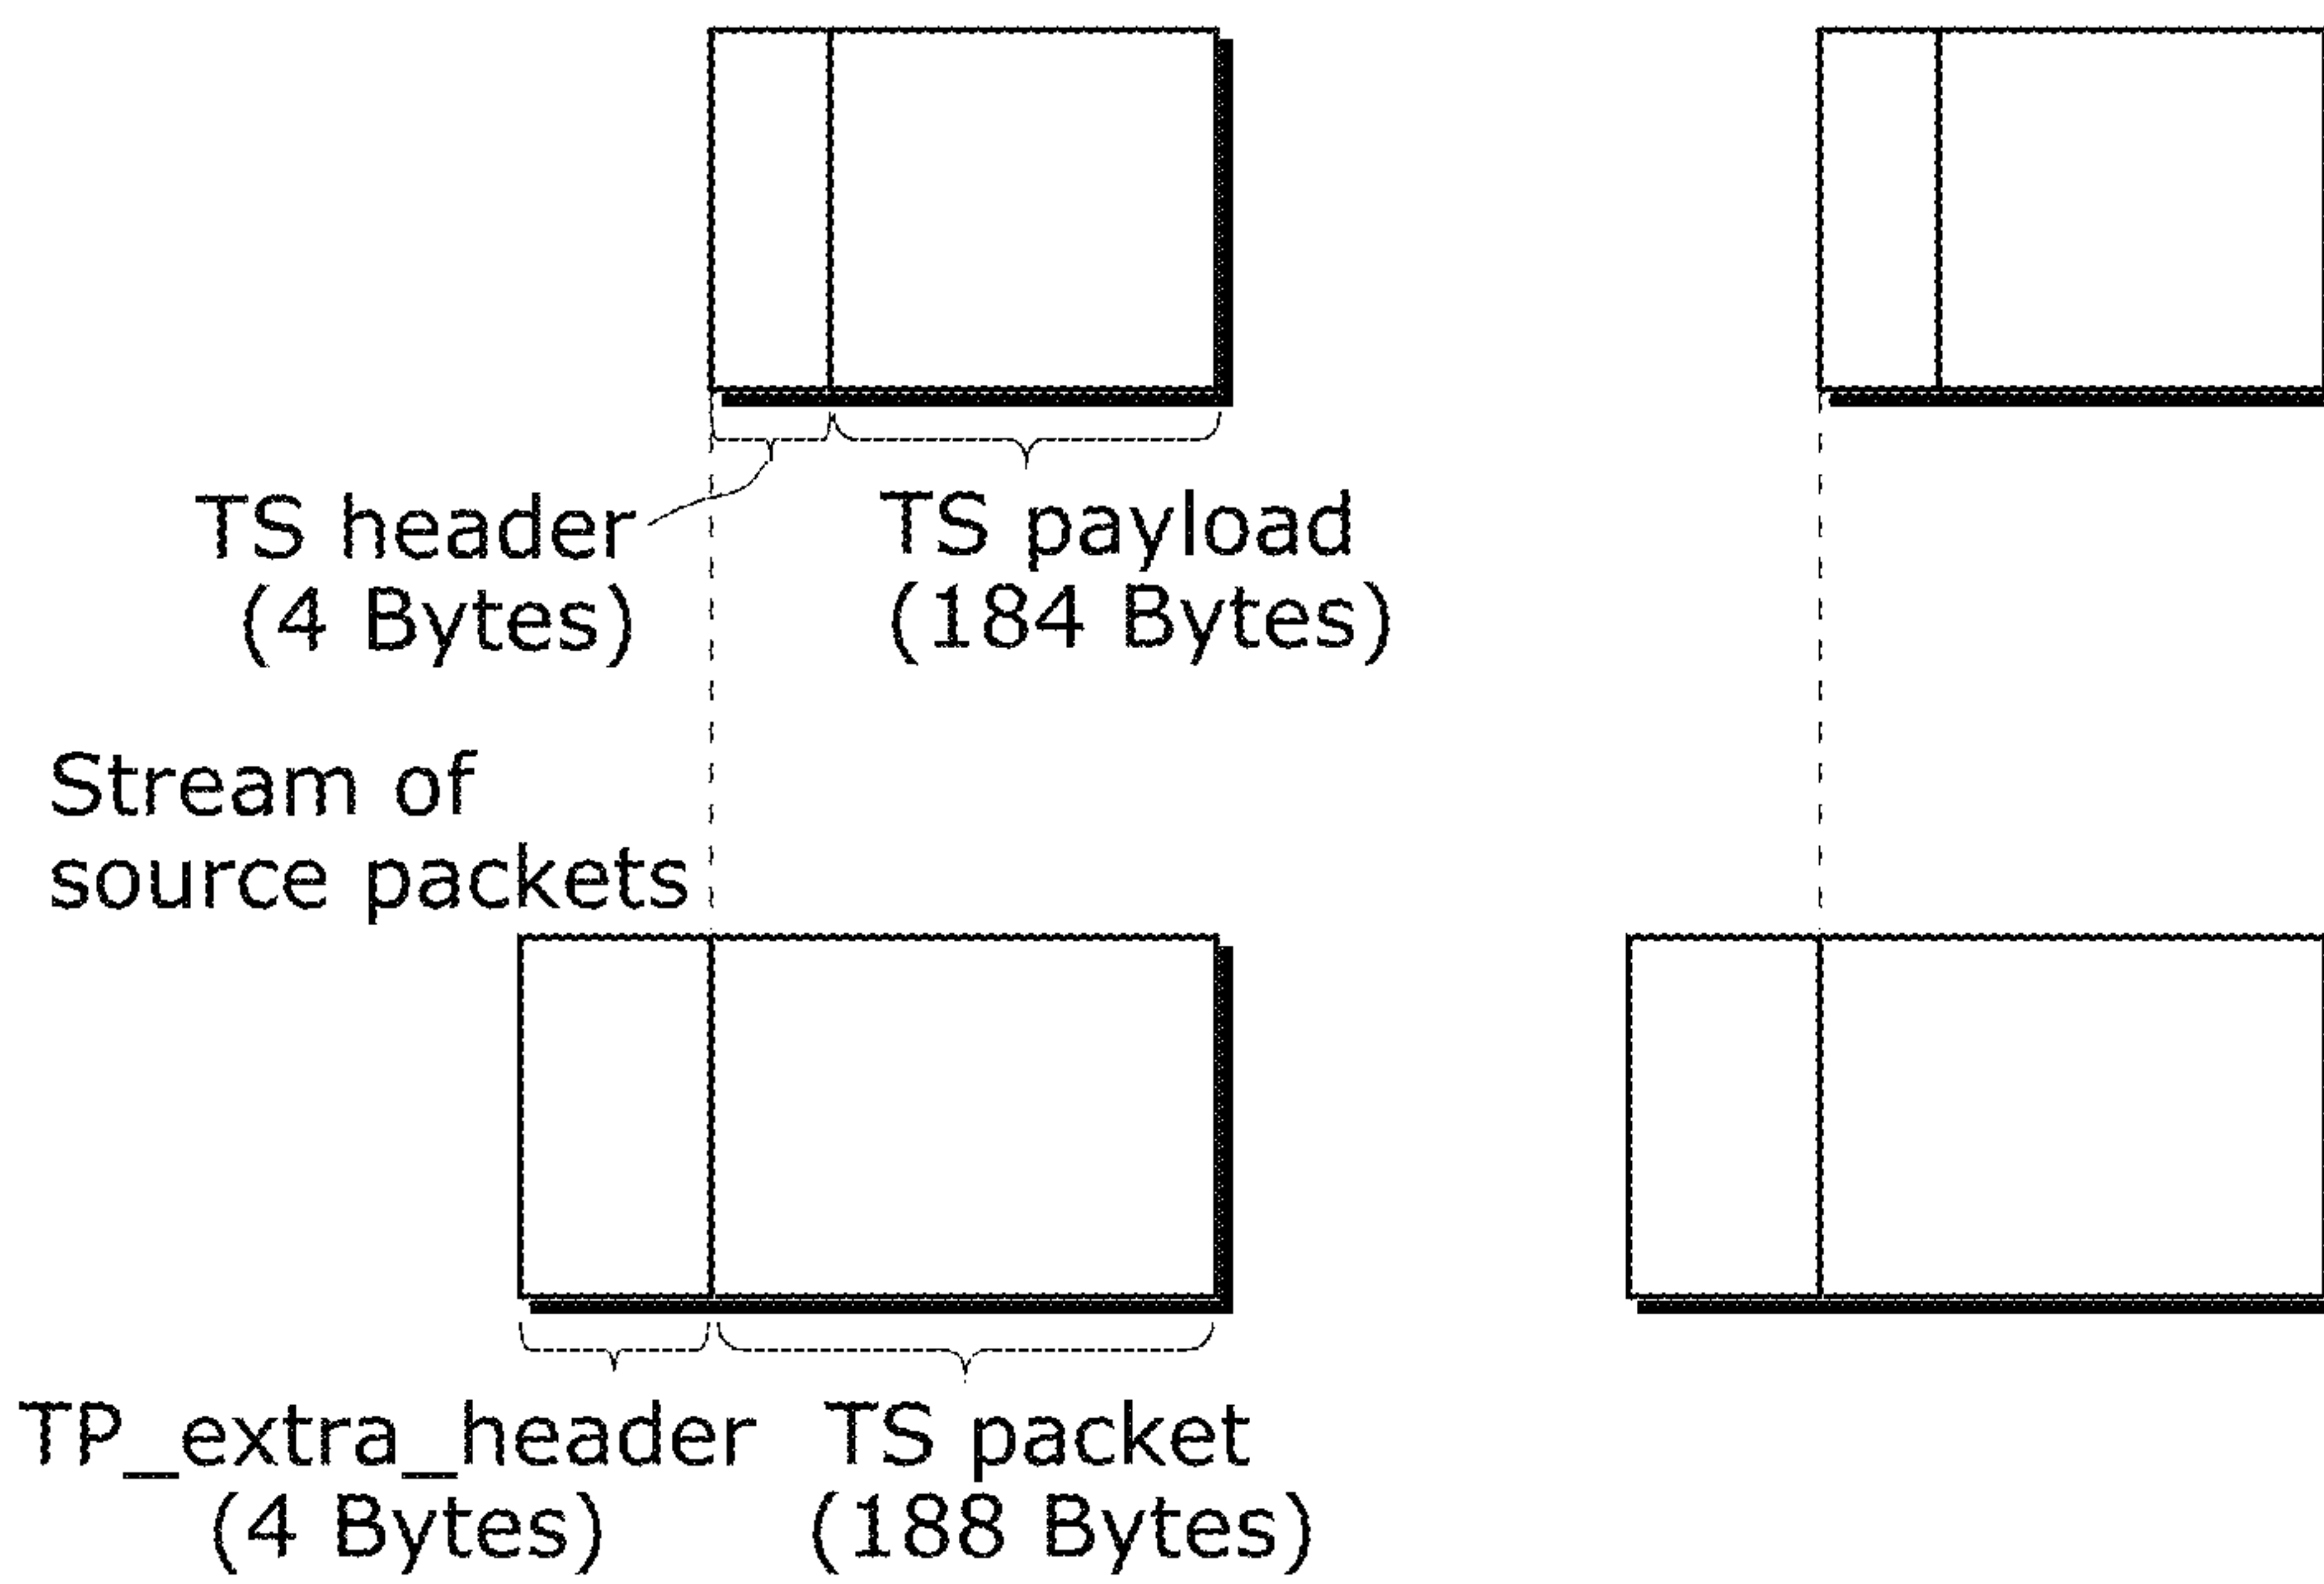 TS header
(4 Bytes)
TS payload
(184 Bytes)
Stream of
source packets
TP_extra_header
(4 Bytes)
TS packet
(188 Bytes)